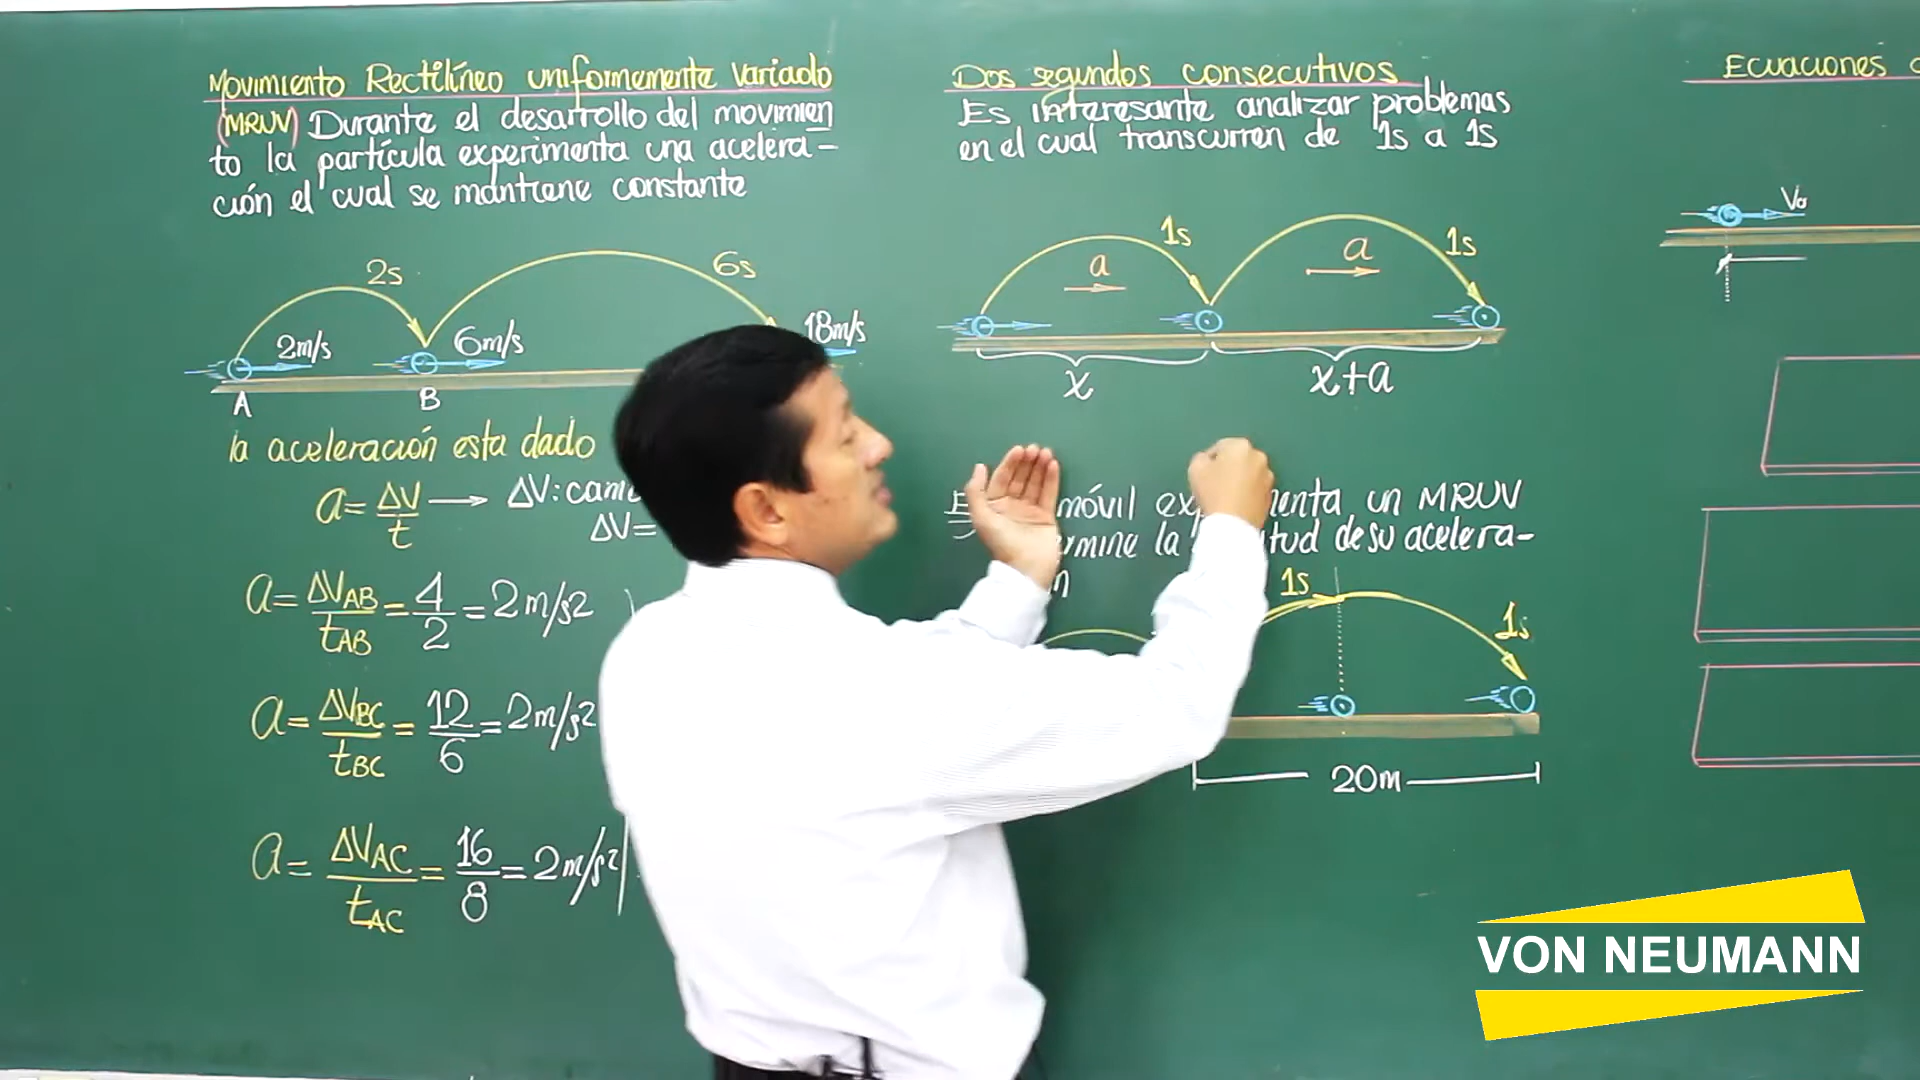 Movimiento Rectilíneo uniformemente variado
(MRUV) Durante el desarrollo del movimien
to la partícula experimenta una acelera-
ción el cual se mantiene constante
2s
6s
2m/s
6m/s
18m/s
A
B
la aceleración esta dado
a = ΔV/t → ΔV:
ΔV=
a = ΔVAB/tAB = 4/2 = 2m/s2
a = ΔVBC/tBC = 12/6 = 2m/s2
a = ΔVAC/tAC = 16/8 = 2m/s2
Dos segundos consecutivos
Es interesante analizar problemas
en el cual transcurren de 1s a 1s
1s
1s
a
a
x
x+a
móvil un MRUV
la de su acelera-
1s
1s
20m
Ecuaciones
Vo
VON NEUMANN